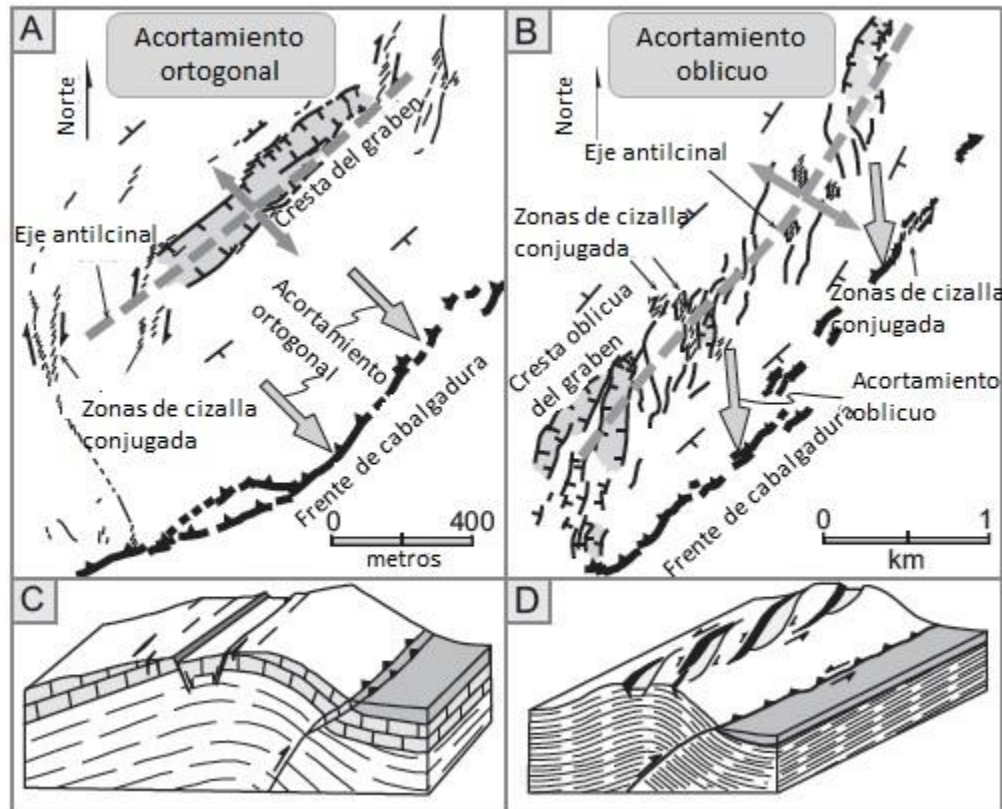 A
Acortamiento
ortogonal
Norte
Cresta del graben
Eje antilcinal
Acortamiento
ortogonal
Zonas de cizalla
conjugada
Frente de cabalgadura
0
400
metros
B
Acortamiento
oblicuo
Norte
Eje antilcinal
Zonas de cizalla
conjugada
Zonas de cizalla
conjugada
Cresta oblicua
del graben
Acortamiento
oblicuo
Frente de cabalgadura
0
1
km
C
D